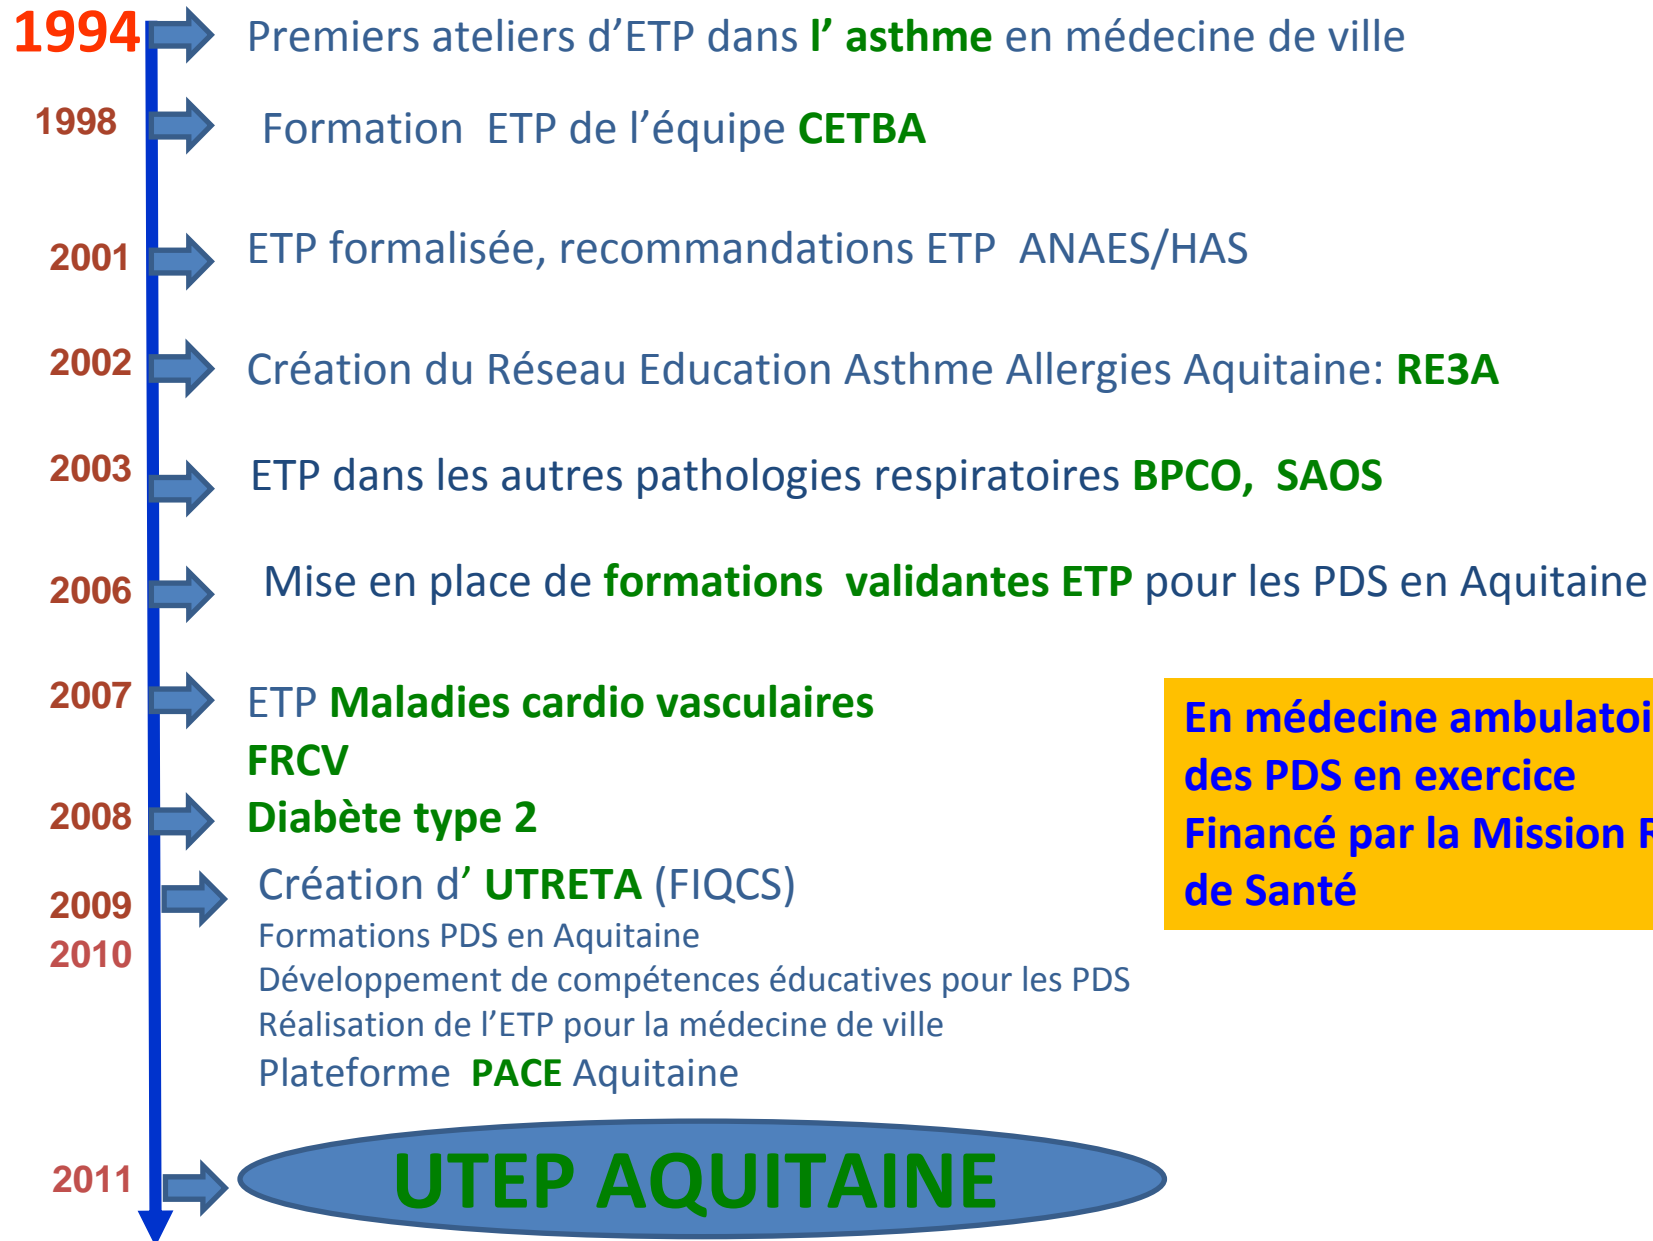 1994 Premiers ateliers d’ETP dans l’ asthme en médecine de ville
1998 Formation ETP de l’équipe CETBA
2001 ETP formalisée, recommandations ETP ANAES/HAS
2002 Création du Réseau Education Asthme Allergies Aquitaine: RE3A
2003 ETP dans les autres pathologies respiratoires BPCO, SAOS
2006 Mise en place de formations validantes ETP pour les PDS en Aquitaine
2007 ETP Maladies cardio vasculaires
FRCV
2008 Diabète type 2
2009 Création d’ UTRETA (FIQCS)
2010 Formations PDS en Aquitaine
Développement de compétences éducatives pour les PDS
Réalisation de l’ETP pour la médecine de ville
Plateforme PACE Aquitaine
En médecine
des PDS en exercice
Financé par la Mission
de Santé
2011 UTEP AQUITAINE